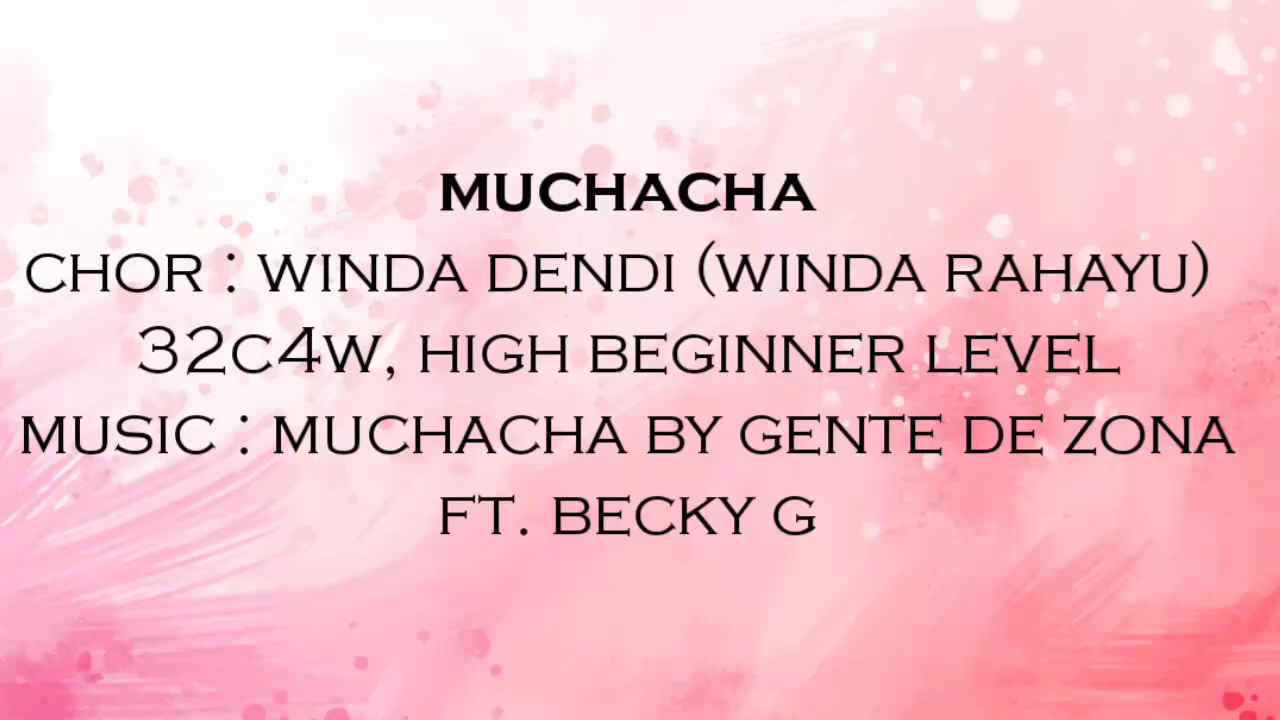 MUCHACHA
CHOR : WINDA DENDI (WINDA RAHAYU)
32C4W, HIGH BEGINNER LEVEL
MUSIC : MUCHACHA BY GENTE DE ZONA
FT. BECKY G